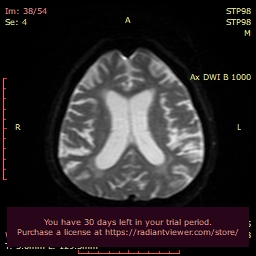 Im: 38/54
STP98
Se: 4
STP98
M
A
Ax DWI B 1000
R
L
You have 30 days left in your trial period.
Purchase a license at https://radiantviewer.com/store/